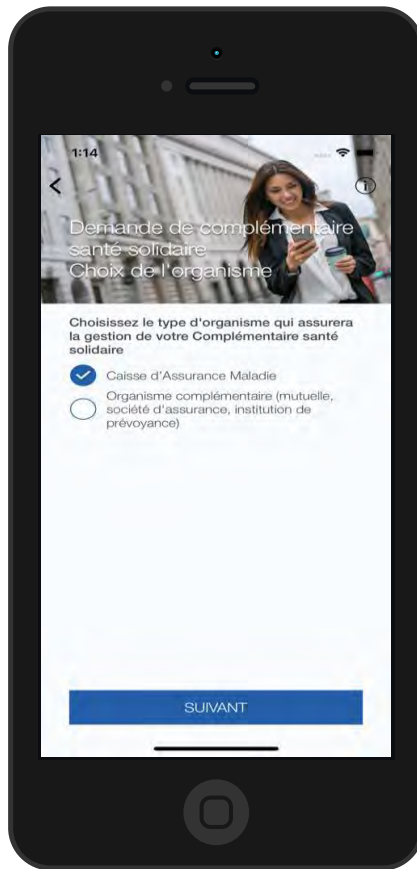 1:14
Demande de complémentaire
santé solidaire
Choix de l'organisme
Choisissez le type d'organisme qui assurera
la gestion de votre Complémentaire santé
solidaire
Caisse d'Assurance Maladie
Organisme complémentaire (mutuelle,
société d'assurance, institution de
prévoyance)
SUIVANT